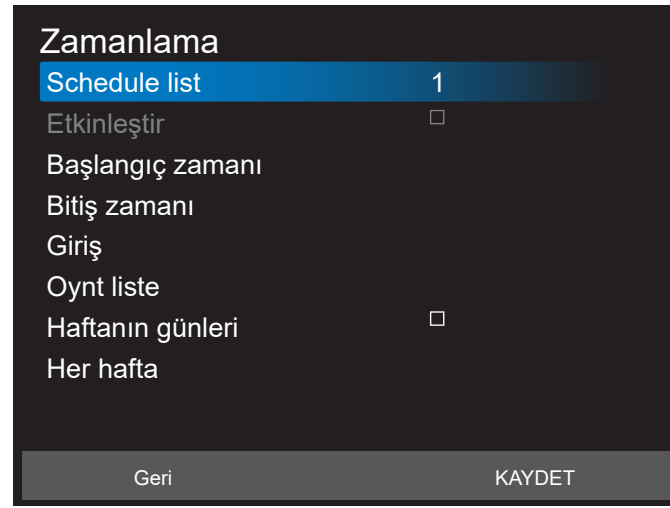 Zamanlama
Schedule list 1
Etkinleştir
Başlangıç zamanı
Bitiş zamanı
Giriş
Oynt liste
Haftanın günleri
Her hafta
Geri KAYDET